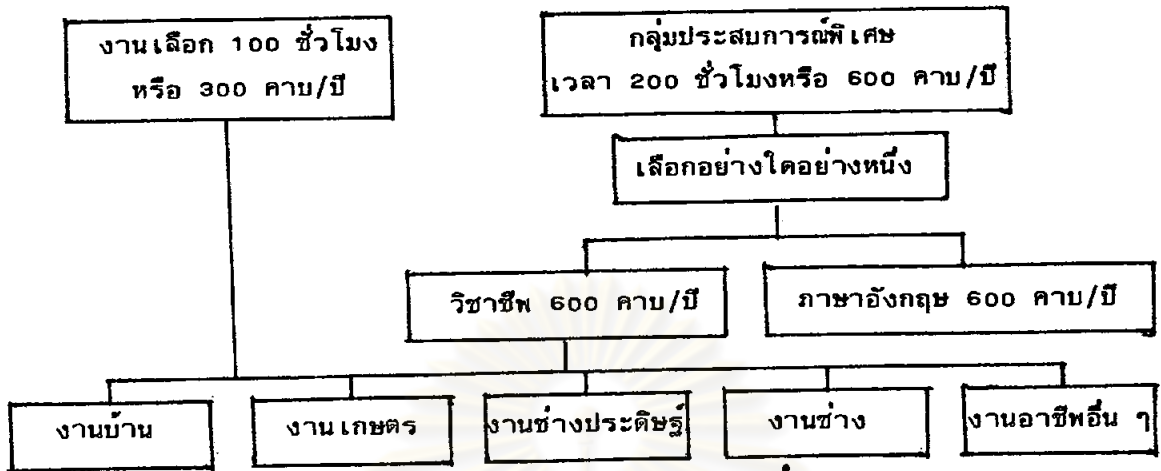 งานเลือก 100 ชั่วโมง
หรือ 300 คาบ/ปี
กลุ่มประสบการณ์พิเศษ
เวลา 200 ชั่วโมงหรือ 600 คาบ/ปี
เลือกอย่างใดอย่างหนึ่ง
วิชาชีพ 600 คาบ/ปี
ภาษาอังกฤษ 600 คาบ/ปี
งานบ้าน
งานเกษตร
งานช่างประดิษฐ์
งานช่าง
งานอาชีพอื่น ๆ